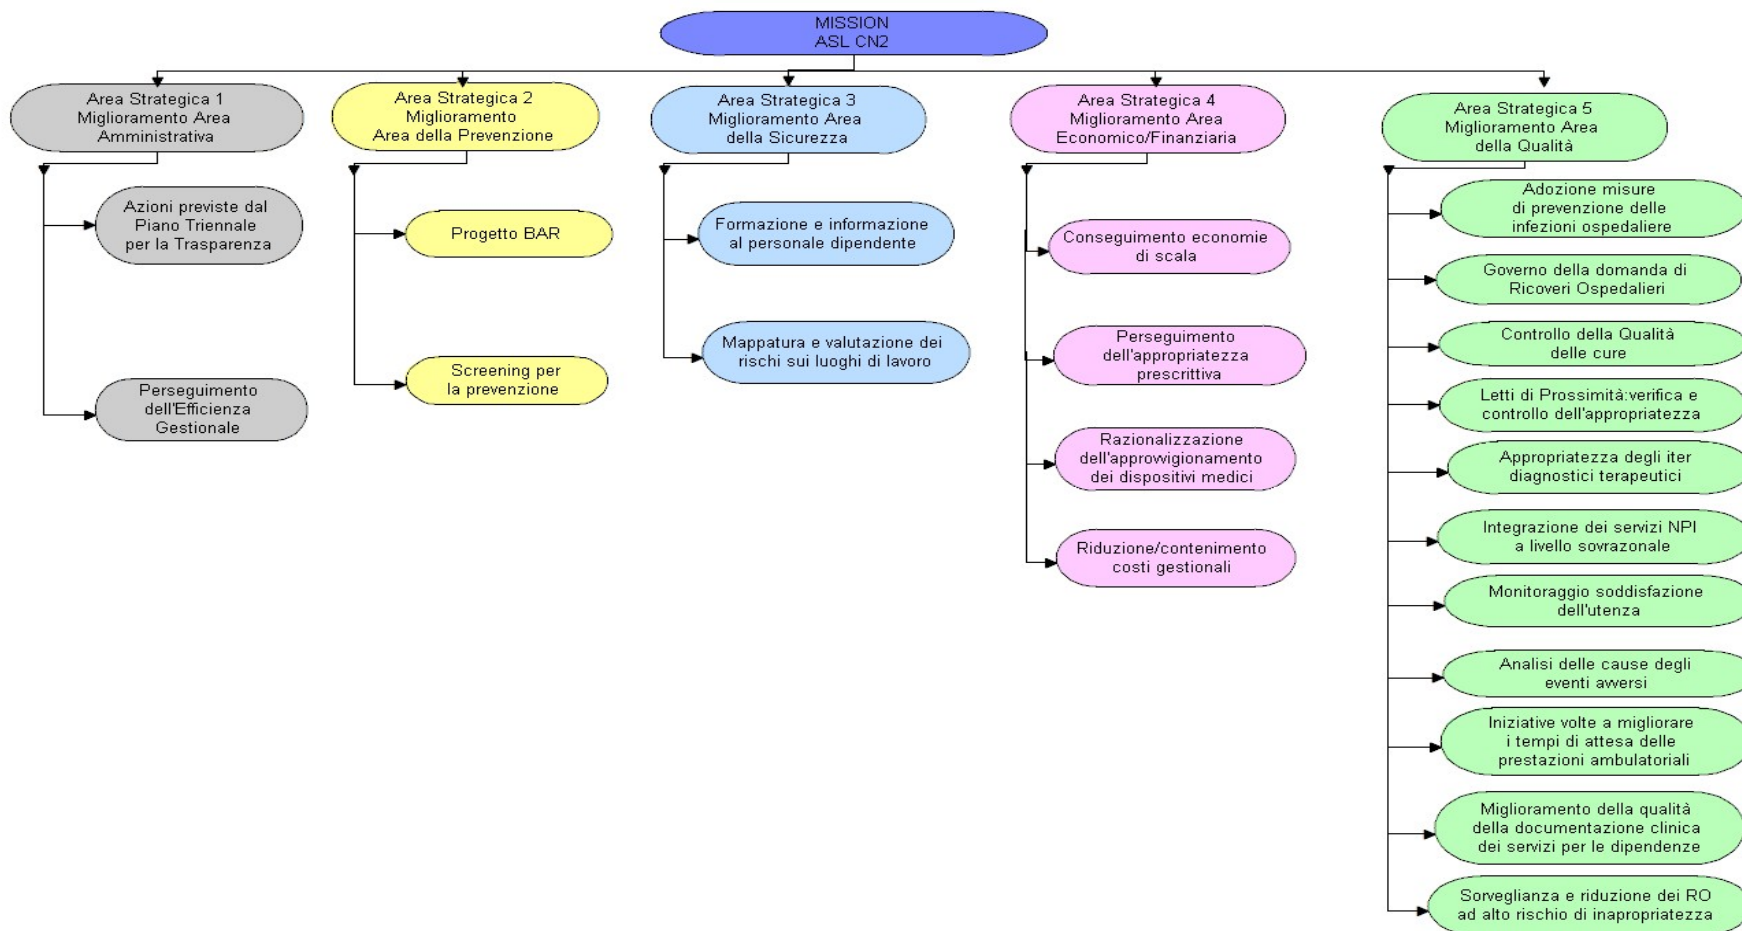 MISSION
ASL CN2
Area Strategica 1
Miglioramento Area
Amministrativa
Azioni previste dal
Piano Triennale
per la Trasparenza
Perseguimento
dell'Efficienza
Gestionale
Area Strategica 2
Miglioramento
Area della Prevenzione
Progetto BAR
Screening per
la prevenzione
Area Strategica 3
Miglioramento Area
della Sicurezza
Formazione e informazione
al personale dipendente
Mappatura e valutazione dei
rischi sui luoghi di lavoro
Area Strategica 4
Miglioramento Area
Economico/Finanziaria
Conseguimento economie
di scala
Perseguimento
dell'appropriatezza
prescrittiva
Razionalizzazione
dell'approvvigionamento
dei dispositivi medici
Riduzione/contenimento
costi gestionali
Area Strategica 5
Miglioramento Area
della Qualità
Adozione misure
di prevenzione delle
infezioni ospedaliere
Governo della domanda di
Ricoveri Ospedalieri
Controllo della Qualità
delle cure
Letti di Prossimità:verifica e
controllo dell'appropriatezza
Appropriatezza degli iter
diagnostici terapeutici
Integrazione dei servizi NPI
a livello sovrazonale
Monitoraggio soddisfazione
dell'utenza
Analisi delle cause degli
eventi avversi
Iniziative volte a migliorare
i tempi di attesa delle
prestazioni ambulatoriali
Miglioramento della qualità
della documentazione clinica
dei servizi per le dipendenze
Sorveglianza e riduzione dei RO
ad alto rischio di inapropriatezza